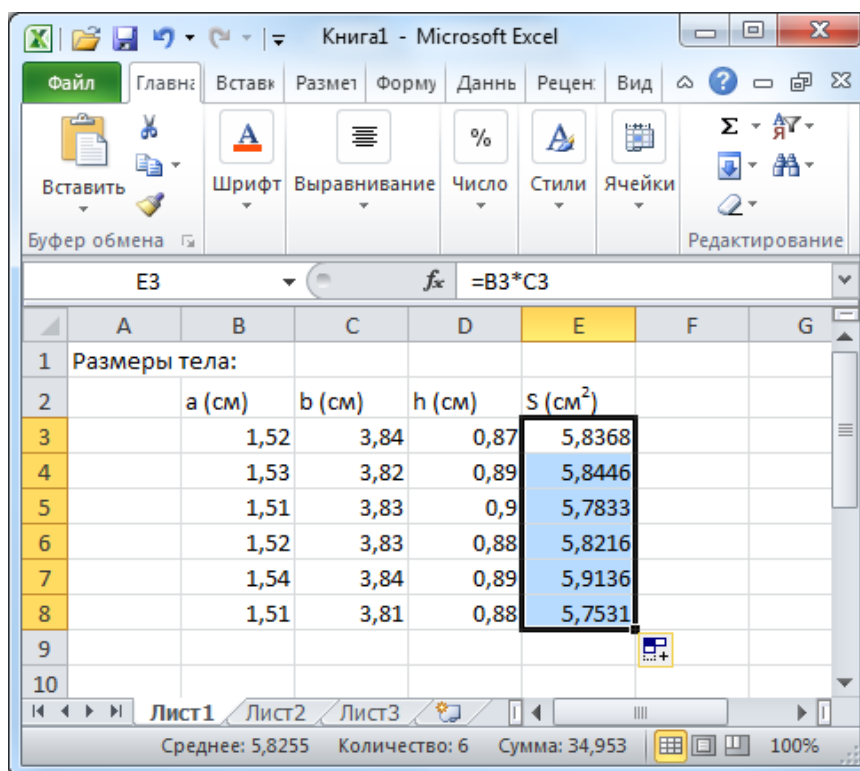 Книга1 - Microsoft Excel
Файл Главна Вставк Размет Форму Даннь Рецен: Вид
Вставить Шрифт Выравнивание Число Стили Ячейки
Буфер обмена Редактирование
E3 fx =B3*C3
A B C D E F G
1 Размеры тела:
2 a (см) b (см) h (см) S (см²)
3 1,52 3,84 0,87 5,8368
4 1,53 3,82 0,89 5,8446
5 1,51 3,83 0,9 5,7833
6 1,52 3,83 0,88 5,8216
7 1,54 3,84 0,89 5,9136
8 1,51 3,81 0,88 5,7531
9
10
Лист1 Лист2 Лист3
Среднее: 5,8255 Количество: 6 Сумма: 34,953 100%